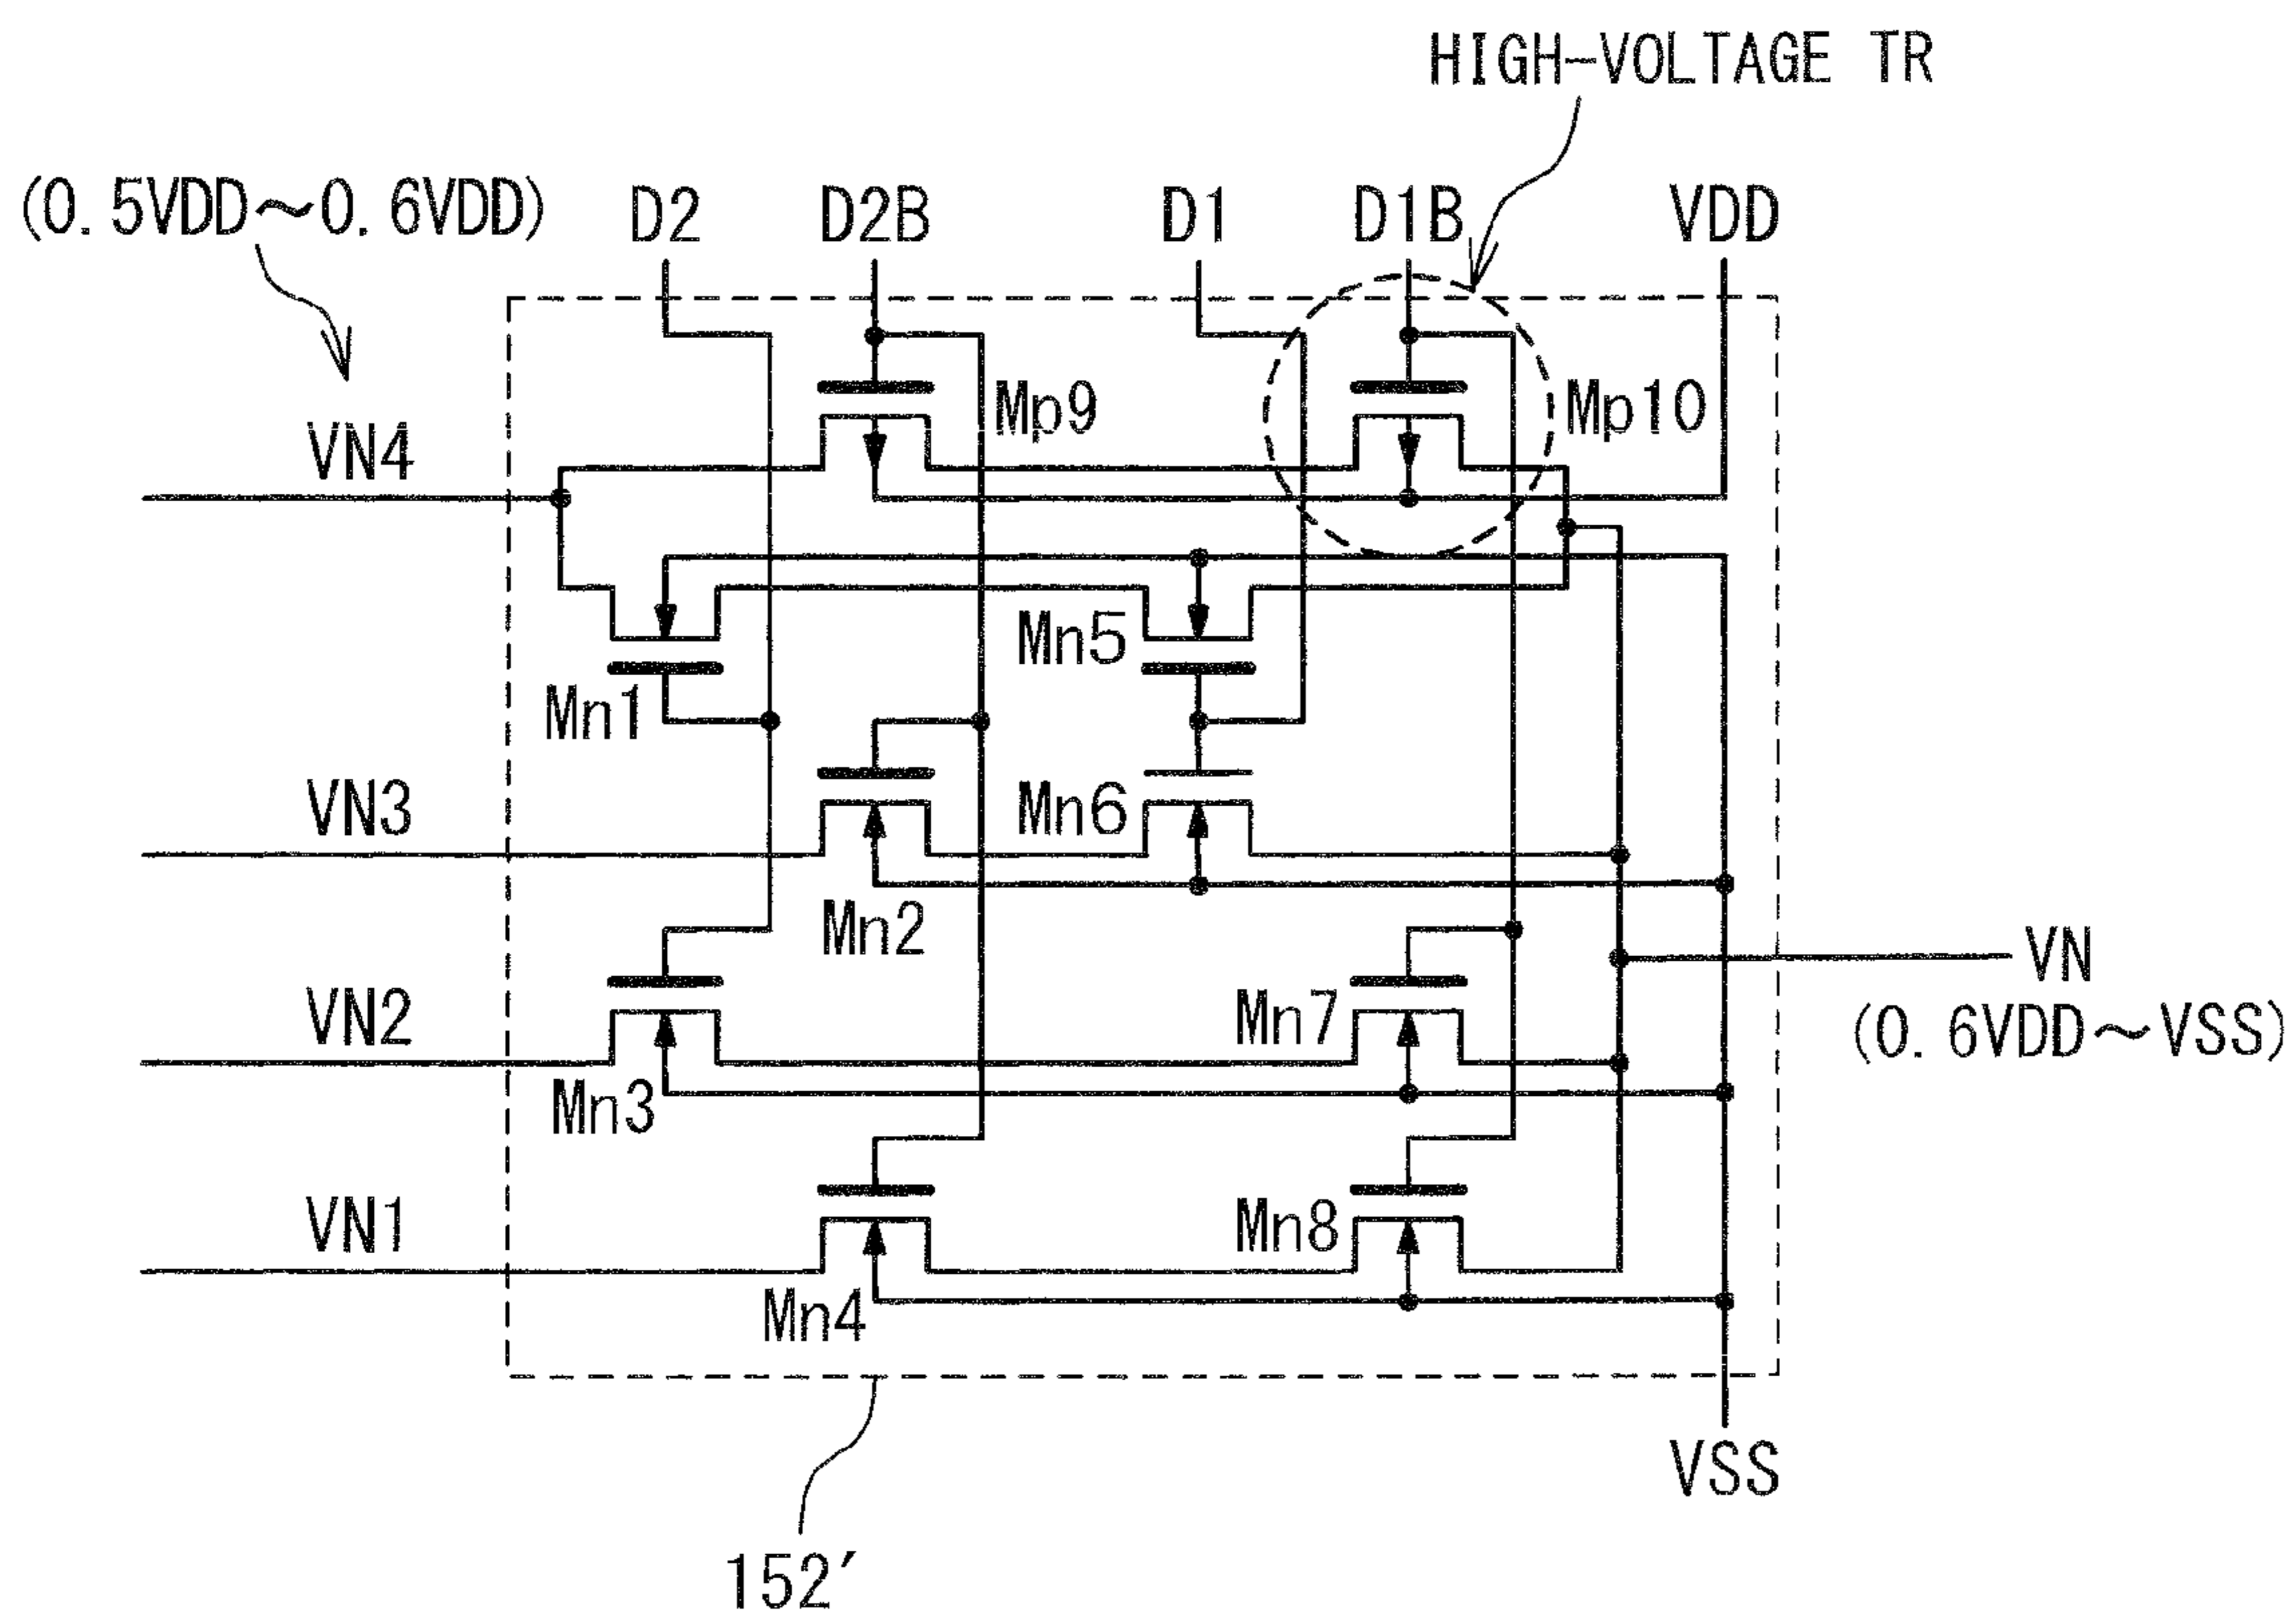 HIGH-VOLTAGE TR
(0.5VDD~0.6VDD)
D2
D2B
D1
D1B
VDD
Mp9
Mp10
VN4
Mn5
Mn1
VN3
Mn6
Mn2
VN
(0.6VDD~VSS)
VN2
Mn7
Mn3
VN1
Mn8
Mn4
VSS
152′